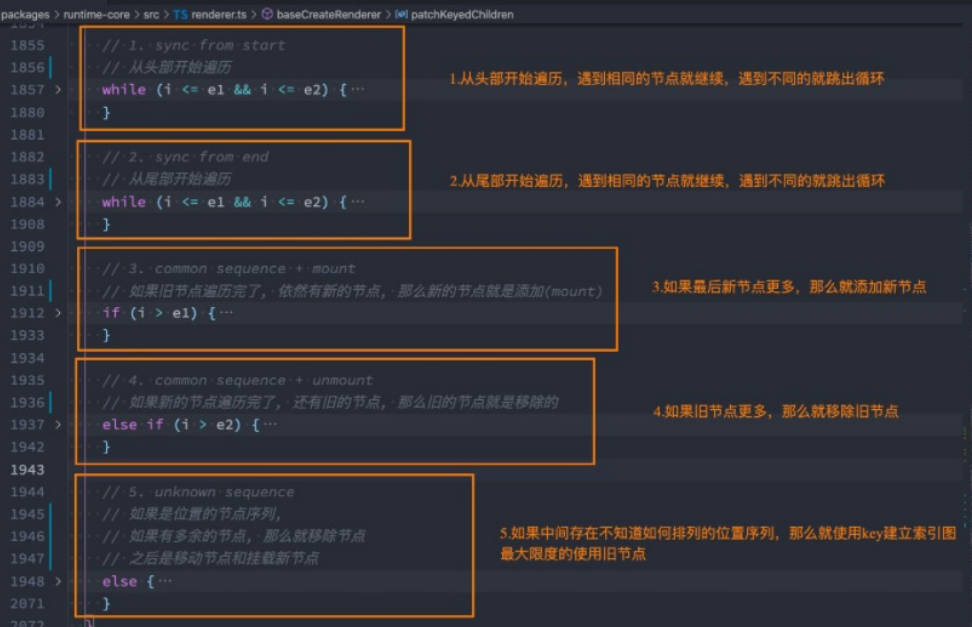 packages > runtime-core > src > TS renderer.ts > baseCreateRenderer > patchKeyedChildren
1855 // 1. sync from start
1856 // 从头部开始遍历
1857 > while (i <= e1 && i <= e2) {…
1880 }
1.从头部开始遍历，遇到相同的节点就继续，遇到不同的就跳出循环
1881
1882 // 2. sync from end
1883 // 从尾部开始遍历
1884 > while (i <= e1 && i <= e2) {…
1908 }
2.从尾部开始遍历，遇到相同的节点就继续，遇到不同的就跳出循环
1909
1910 // 3. common sequence + mount
1911 // 如果旧节点遍历完了, 依然有新的节点, 那么新的节点就是添加(mount)
1912 > if (i > e1) {…
1933 }
3.如果最后新节点更多，那么就添加新节点
1934
1935 // 4. common sequence + unmount
1936 // 如果新的节点遍历完了, 还有旧的节点, 那么旧的节点就是移除的
1937 > else if (i > e2) {…
1942 }
4.如果旧节点更多，那么就移除旧节点
1943
1944 // 5. unknown sequence
1945 // 如果是位置的节点序列,
1946 // 如果有多余的节点, 那么就移除节点
1947 // 之后是移动节点和挂载新节点
1948 > else {…
2071 }
5.如果中间存在不知道如何排列的位置序列，那么就使用key建立索引图
最大限度的使用旧节点
2072 }